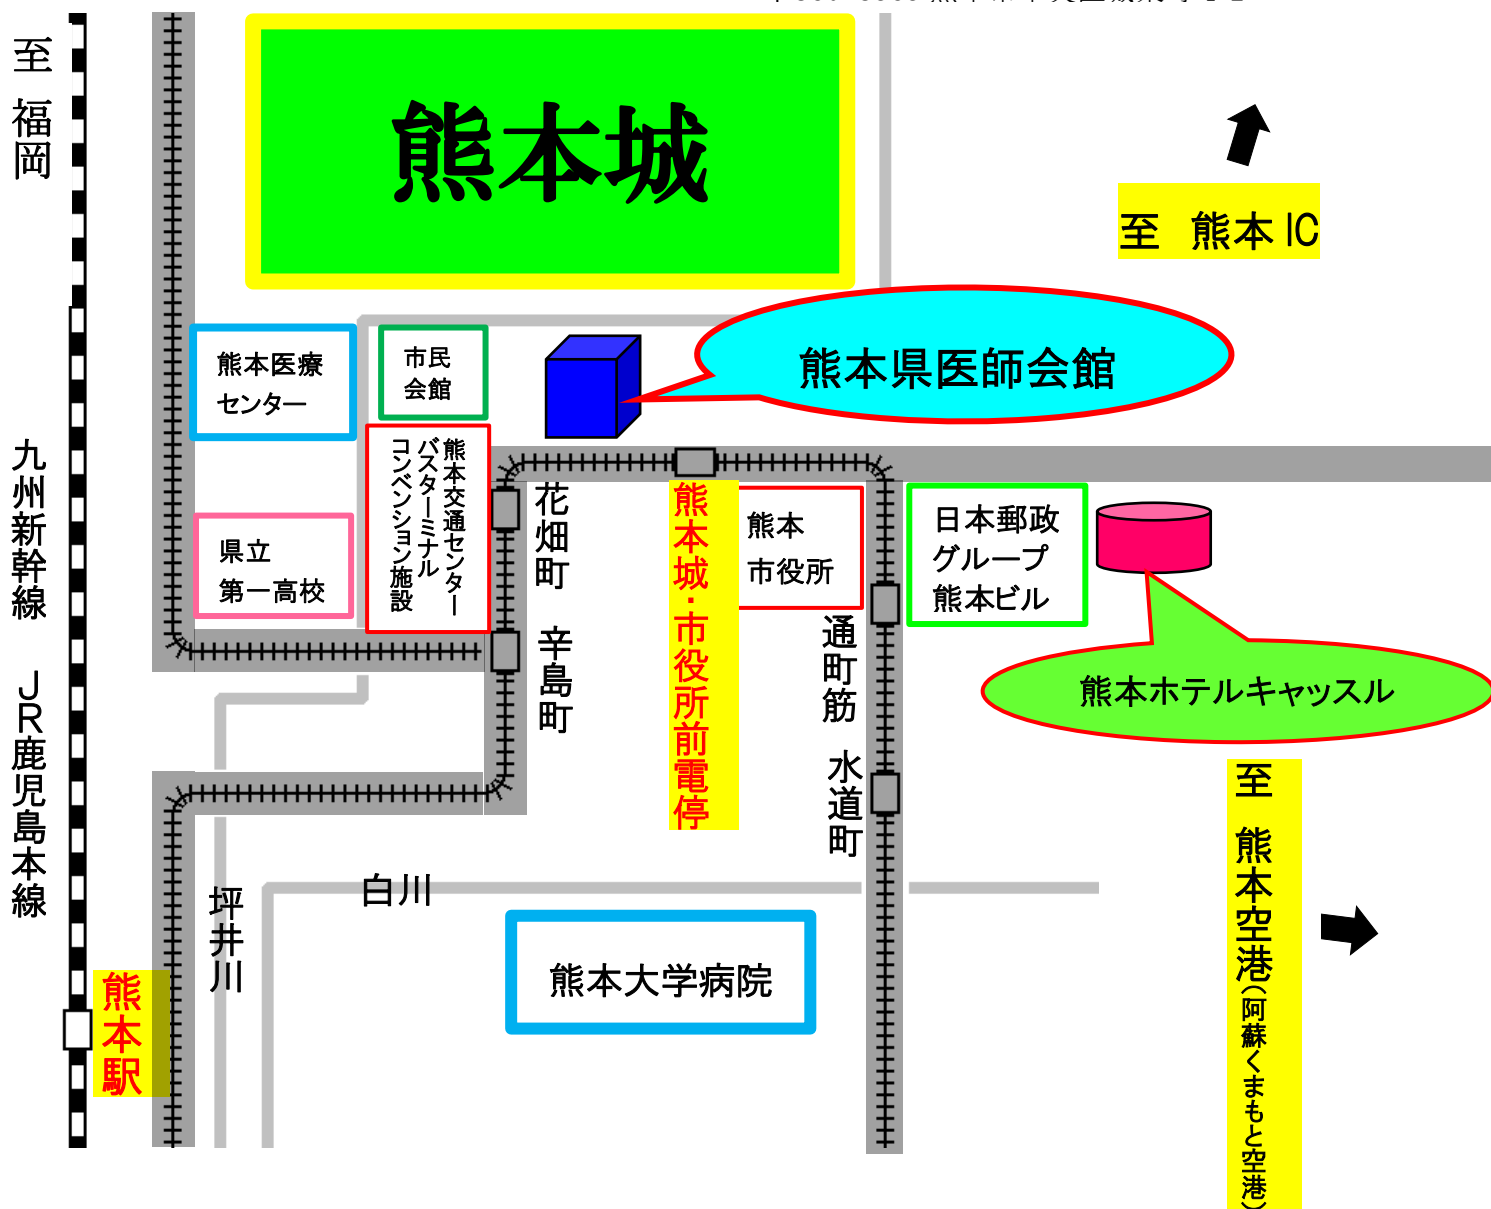 至 福岡
熊本城
至 熊本IC
熊本県医師会館
熊本医療
センター
市民
会館
熊本交通センター
バスターミナル
コンベンション施設
県立
第一高校
花畑町
辛島町
熊本城・市役所前電停
熊本
市役所
日本郵政
グループ
熊本ビル
通町筋
水道町
熊本ホテルキャッスル
九州新幹線 JR鹿児島本線
白川
坪井川
熊本大学病院
熊本駅
至 熊本空港(阿蘇くまもと空港)